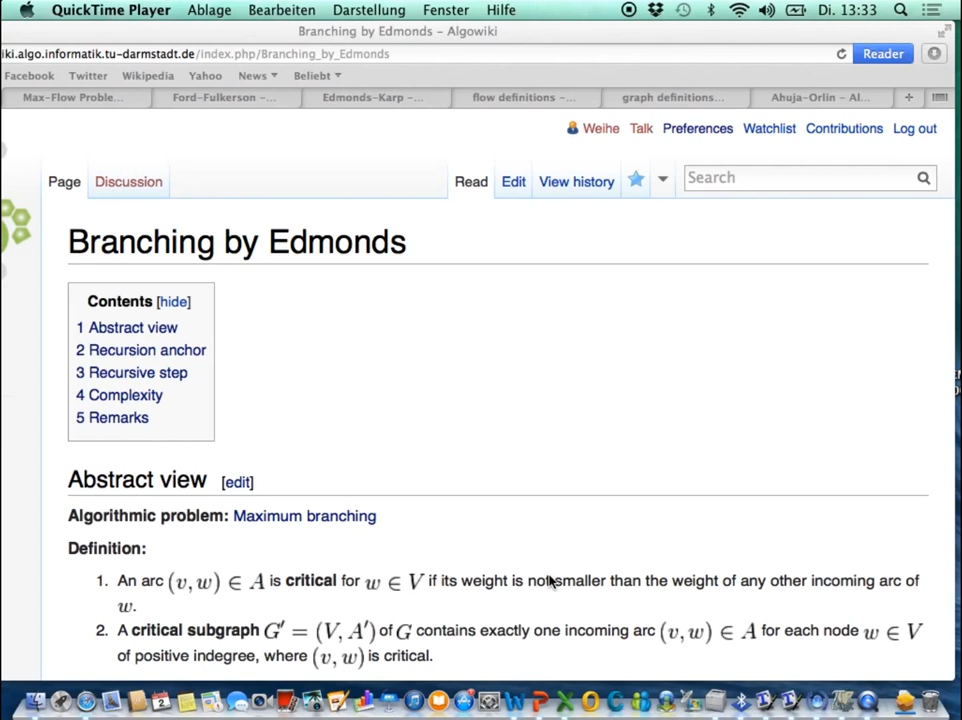 QuickTime Player Ablage Bearbeiten Darstellung Fenster Hilfe Di. 13:33
Branching by Edmonds – Algowiki
iki.algo.informatik.tu-darmstadt.de/index.php/Branching_by_Edmonds Reader
Facebook Twitter Wikipedia Yahoo News ▾ Beliebt ▾
Max-Flow Proble... Ford-Fulkerson –... Edmonds-Karp –... flow definitions –... graph definitions... Ahuja-Orlin – Al... +
Weihe Talk Preferences Watchlist Contributions Log out
Page Discussion Read Edit View history Search
Branching by Edmonds
Contents [hide]
1 Abstract view
2 Recursion anchor
3 Recursive step
4 Complexity
5 Remarks
Abstract view [edit]
Algorithmic problem: Maximum branching
Definition:
1. An arc (v, w) ∈ A is critical for w ∈ V if its weight is not smaller than the weight of any other incoming arc of
w.
2. A critical subgraph G′ = (V, A′) of G contains exactly one incoming arc (v, w) ∈ A for each node w ∈ V
of positive indegree, where (v, w) is critical.